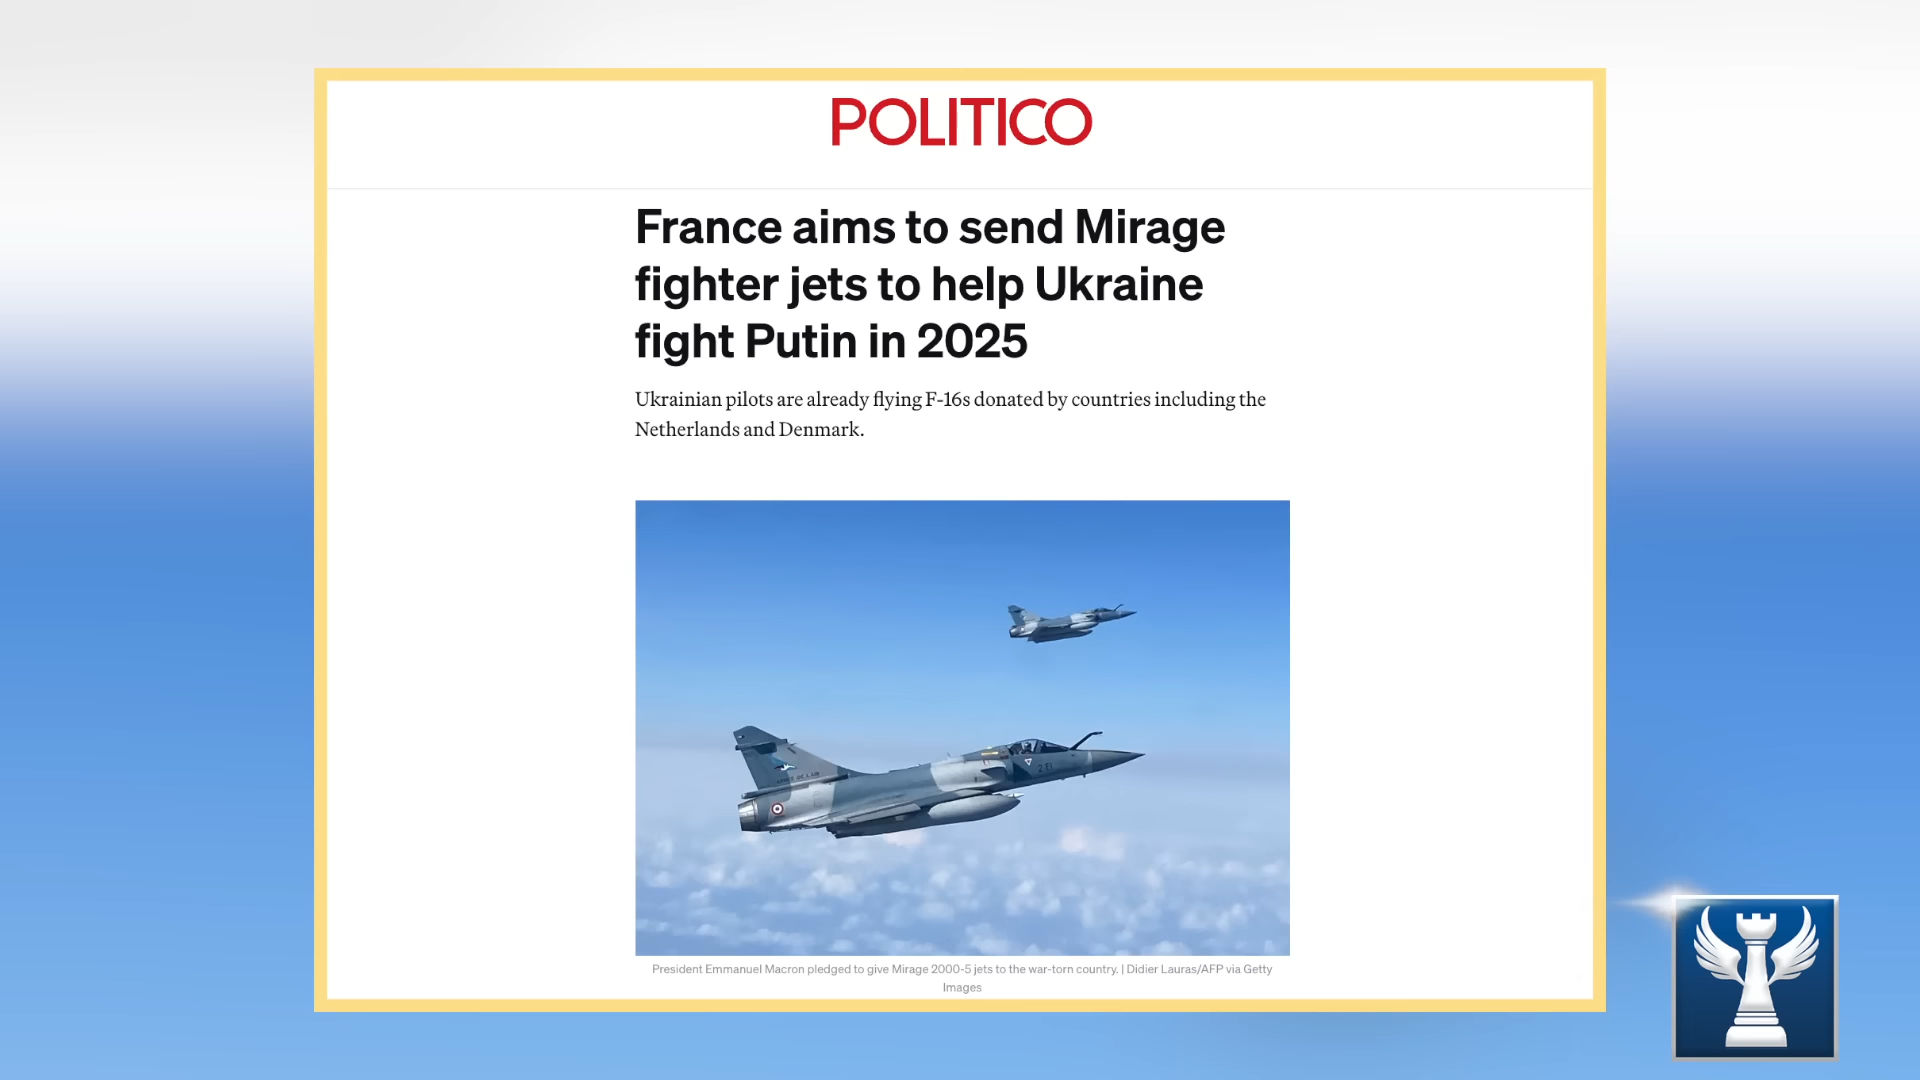 POLITICO
France aims to send Mirage
fighter jets to help Ukraine
fight Putin in 2025
Ukrainian pilots are already flying F-16s donated by countries including the
Netherlands and Denmark.
2-FI
President Emmanuel Macron pledged to give Mirage 2000-5 jets to the war-torn country. | Didier Lauras/AFP via Getty
Images